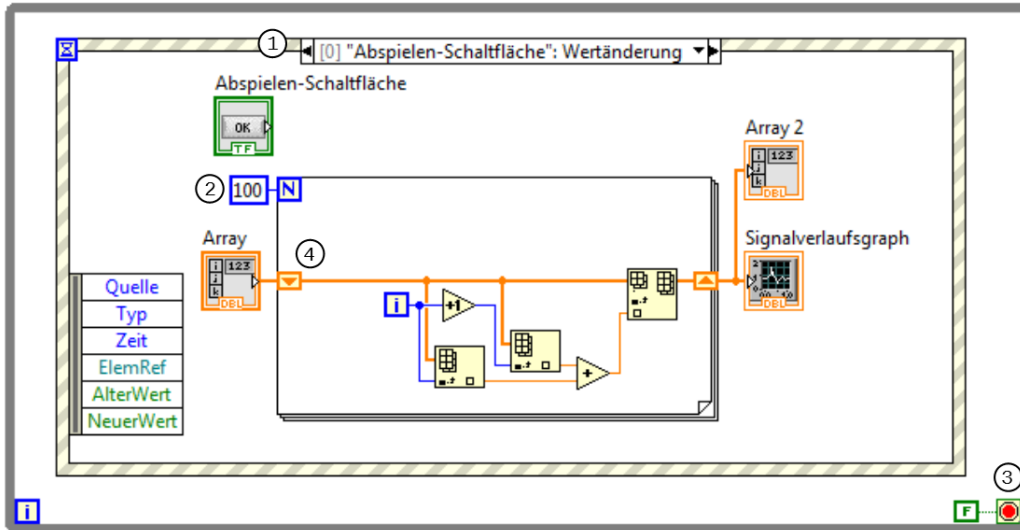 1
[0] "Abspielen-Schaltfläche": Wertänderung
Abspielen-Schaltfläche
OK
TF
Array 2
123
i
j
k
DBL
2
100
N
Array
4
Signalverlaufsgraph
i
j
k
123
DBL
DBL
Quelle
Typ
Zeit
ElemRef
AlterWert
NeuerWert
i
+1
+
3
i
F